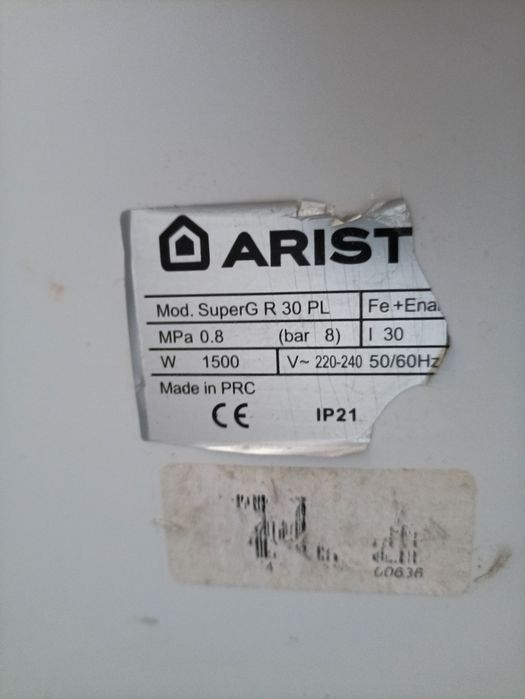 ARIST
Mod. SuperG R 30 PL Fe+Ena
MPa 0.8 (bar 8) l 30
W 1500 V~ 220-240 50/60Hz
Made in PRC
CE IP21
4
00636